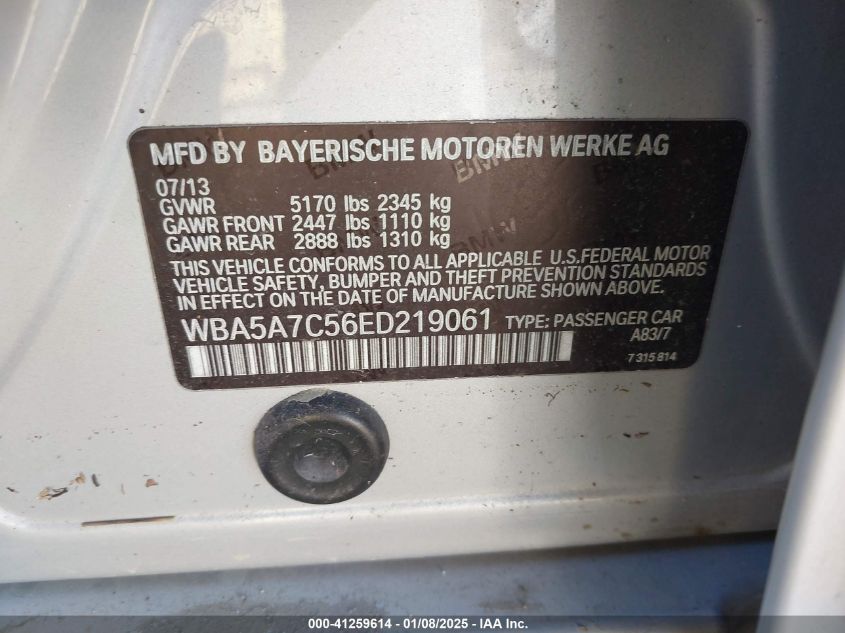 MFD BY BAYERISCHE MOTOREN WERKE AG
07/13
GVWR 5170 lbs 2345 kg
GAWR FRONT 2447 lbs 1110 kg
GAWR REAR 2888 lbs 1310 kg
THIS VEHICLE CONFORMS TO ALL APPLICABLE U.S.FEDERAL MOTOR
VEHICLE SAFETY, BUMPER AND THEFT PREVENTION STANDARDS
IN EFFECT ON THE DATE OF MANUFACTURE SHOWN ABOVE.
WBA5A7C56ED219061 TYPE: PASSENGER CAR
A83/7
7 315 814
BMW
BMW
BMW
000-41259614 - 01/08/2025 - IAA Inc.